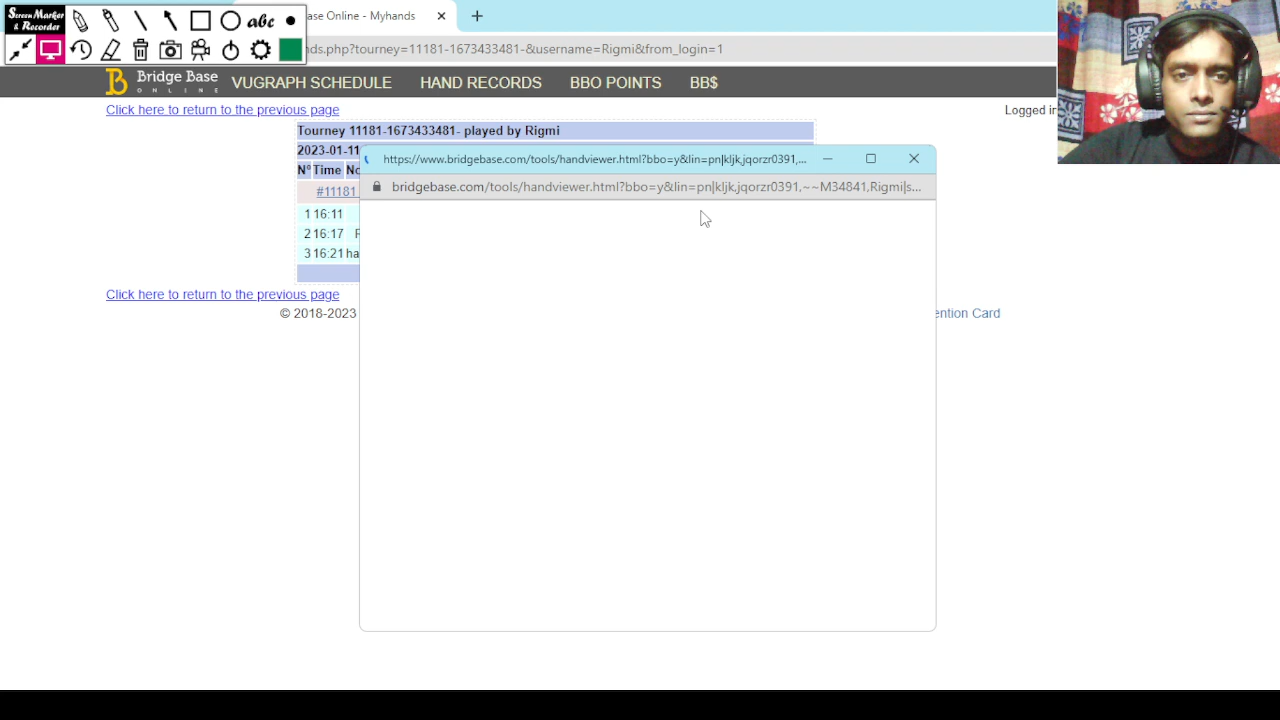 Screen Marker & Recorder
abc
ase Online - Myhands
nds.php?tourney=11181-1673433481-&username=Rigmi&from_login=1
Bridge Base ONLINE
VUGRAPH SCHEDULE HAND RECORDS BBO POINTS BB$
Click here to return to the previous page
Logged in
Tourney 11181-1673433481- played by Rigmi
2023-01-11
https://www.bridgebase.com/tools/handviewer.html?bbo=y&lin=pn|kljk,jqorzr0391,...
Nº Time No
bridgebase.com/tools/handviewer.html?bbo=y&lin=pn|kljk,jqorzr0391,~~M34841,Rigmi|s...
#11181
1 16:11
2 16:17
3 16:21 ha
Click here to return to the previous page
© 2018-2023
ention Card